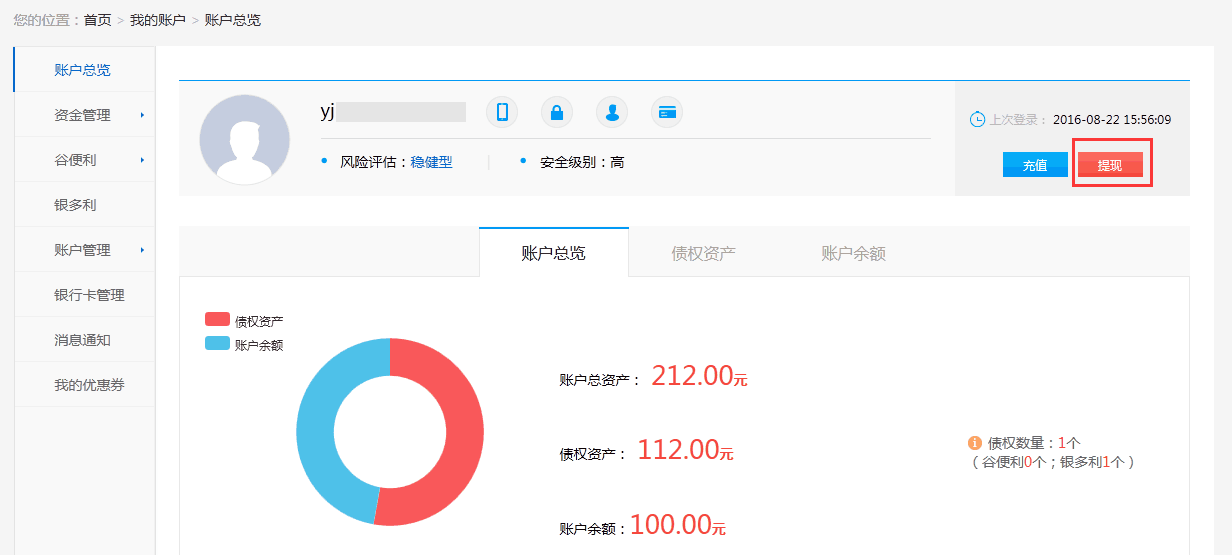 您的位置：首页 > 我的账户 > 账户总览
账户总览
资金管理
谷便利
银多利
账户管理
银行卡管理
消息通知
我的优惠券
yj
风险评估：稳健型
安全级别：高
上次登录： 2016-08-22 15:56:09
充值 提现
账户总览 债权资产 账户余额
债权资产
账户余额
账户总资产： 212.00元
债权资产： 112.00元
账户余额：100.00元
债权数量：1个
（谷便利0个；银多利1个）